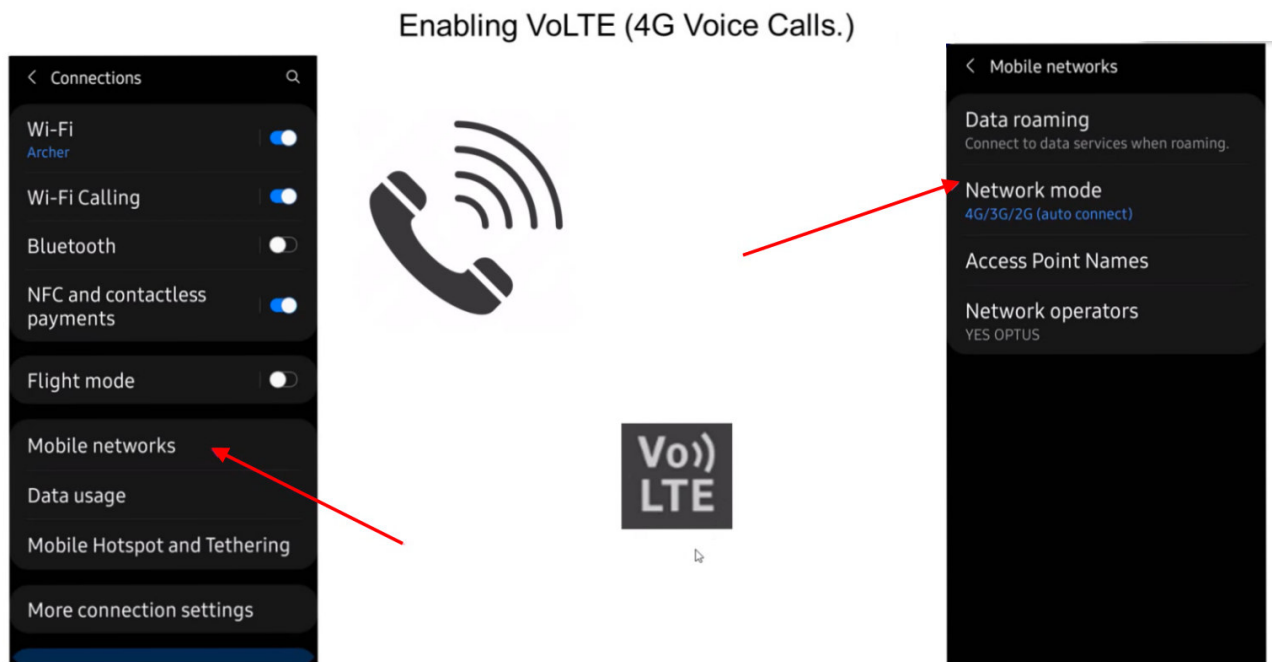 Enabling VoLTE (4G Voice Calls.)
Connections
Wi-Fi
Archer
Wi-Fi Calling
Bluetooth
NFC and contactless
payments
Flight mode
Mobile networks
Data usage
Mobile Hotspot and Tethering
More connection settings
Vo))
LTE
Mobile networks
Data roaming
Connect to data services when roaming.
Network mode
4G/3G/2G (auto connect)
Access Point Names
Network operators
YES OPTUS